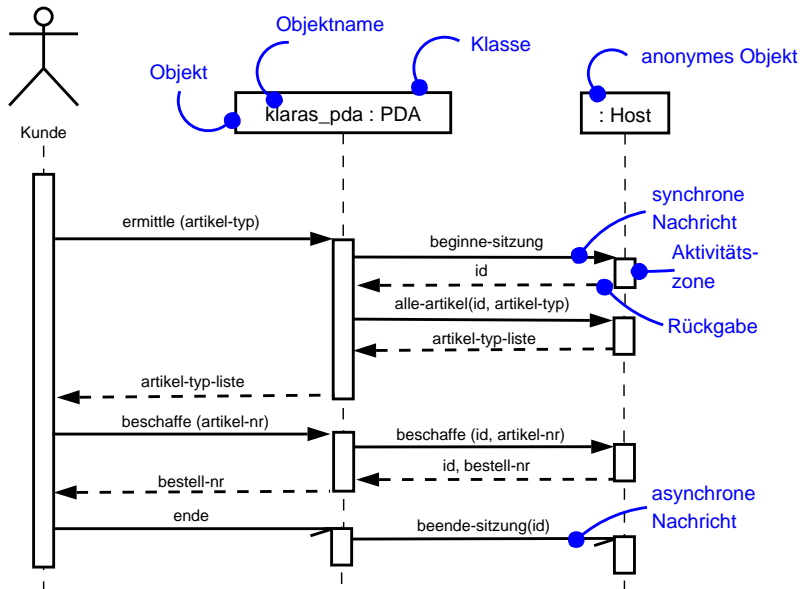 Objektname
Klasse
anonymes Objekt
Objekt
klaras_pda : PDA
: Host
Kunde
synchrone
Nachricht
ermittle (artikel-typ)
beginne-sitzung
Aktivitäts-
zone
id
alle-artikel(id, artikel-typ)
Rückgabe
artikel-typ-liste
artikel-typ-liste
beschaffe (artikel-nr)
beschaffe (id, artikel-nr)
id, bestell-nr
bestell-nr
asynchrone
Nachricht
ende
beende-sitzung(id)